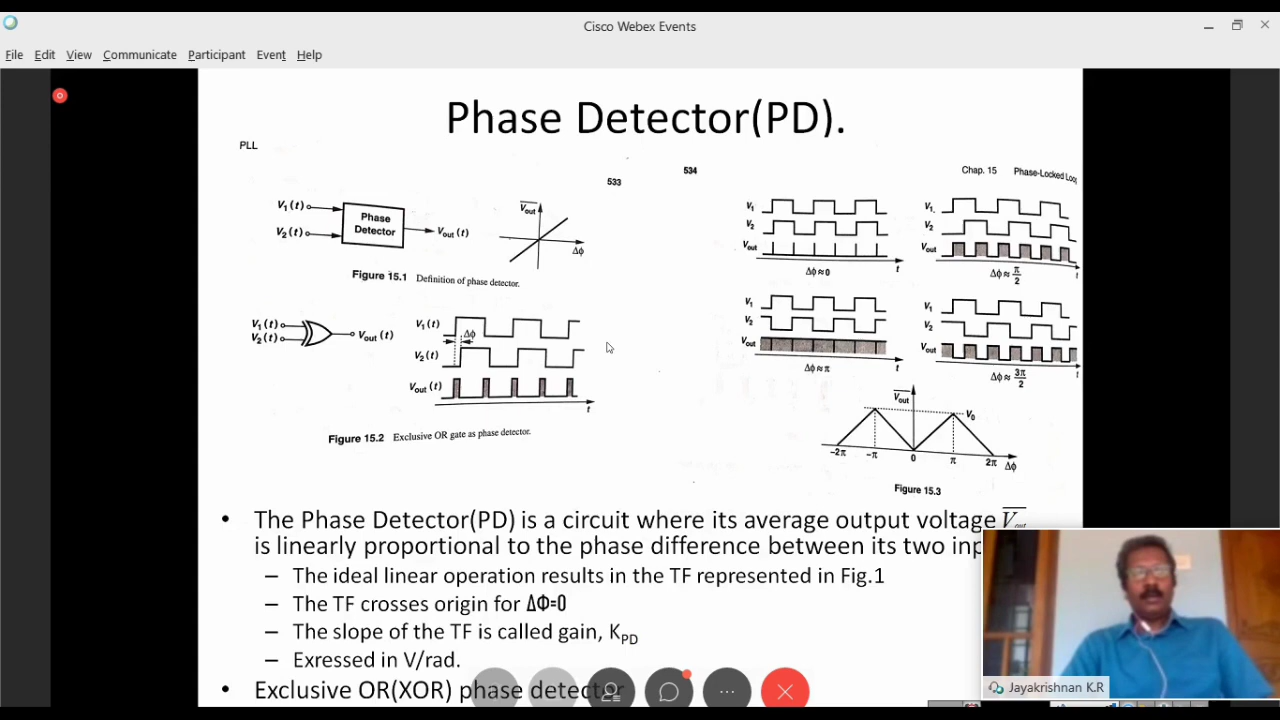 Cisco Webex Events
File Edit View Communicate Participant Event Help
Phase Detector(PD).
PLL
533
534
Chap. 15 Phase-Locked
V₁(t)
V₂(t)
Phase
Detector
Vout (t)
Vout
Δϕ
Figure 15.1 Definition of phase detector.
V₁(t)
V₂(t)
Vout (t)
V₁(t)
Δϕ
V₂(t)
Vout (t)
t
Figure 15.2 Exclusive OR gate as phase detector.
V₁
V₂
Vout
t
Δϕ ≈ 0
V₁
V₂
Vout
t
Δϕ ≈ π/2
V₁
V₂
Vout
t
Δϕ ≈ π
V₁
V₂
Vout
t
Δϕ ≈ 3π/2
Vout
V₀
−2π −π 0 π 2π Δϕ
Figure 15.3
• The Phase Detector(PD) is a circuit where its average output voltage Vout
is linearly proportional to the phase difference between its two
– The ideal linear operation results in the TF represented in Fig.1
– The TF crosses origin for ΔΦ=0
– The slope of the TF is called gain, KPD
– Exressed in V/rad.
• Exclusive OR(XOR) phase detector
Jayakrishnan K.R